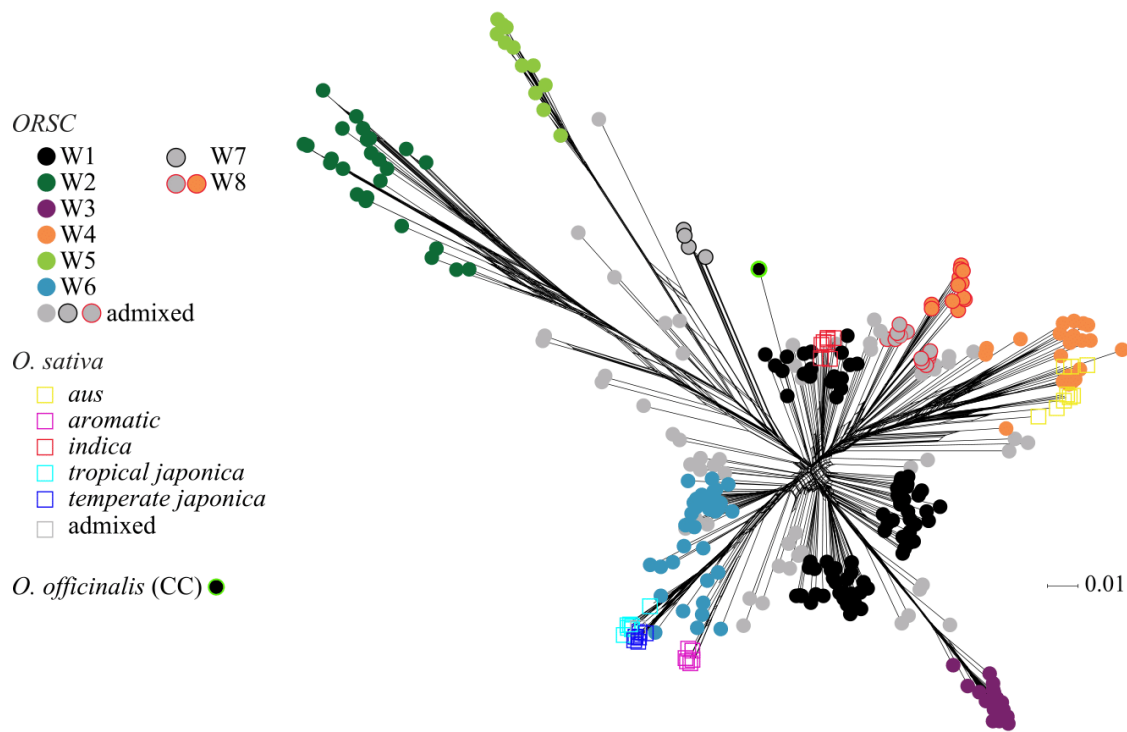 ORSC
W1 W7
W2 W8
W3
W4
W5
W6
admixed
O. sativa
aus
aromatic
indica
tropical japonica
temperate japonica
admixed
O. officinalis (CC)
0.01